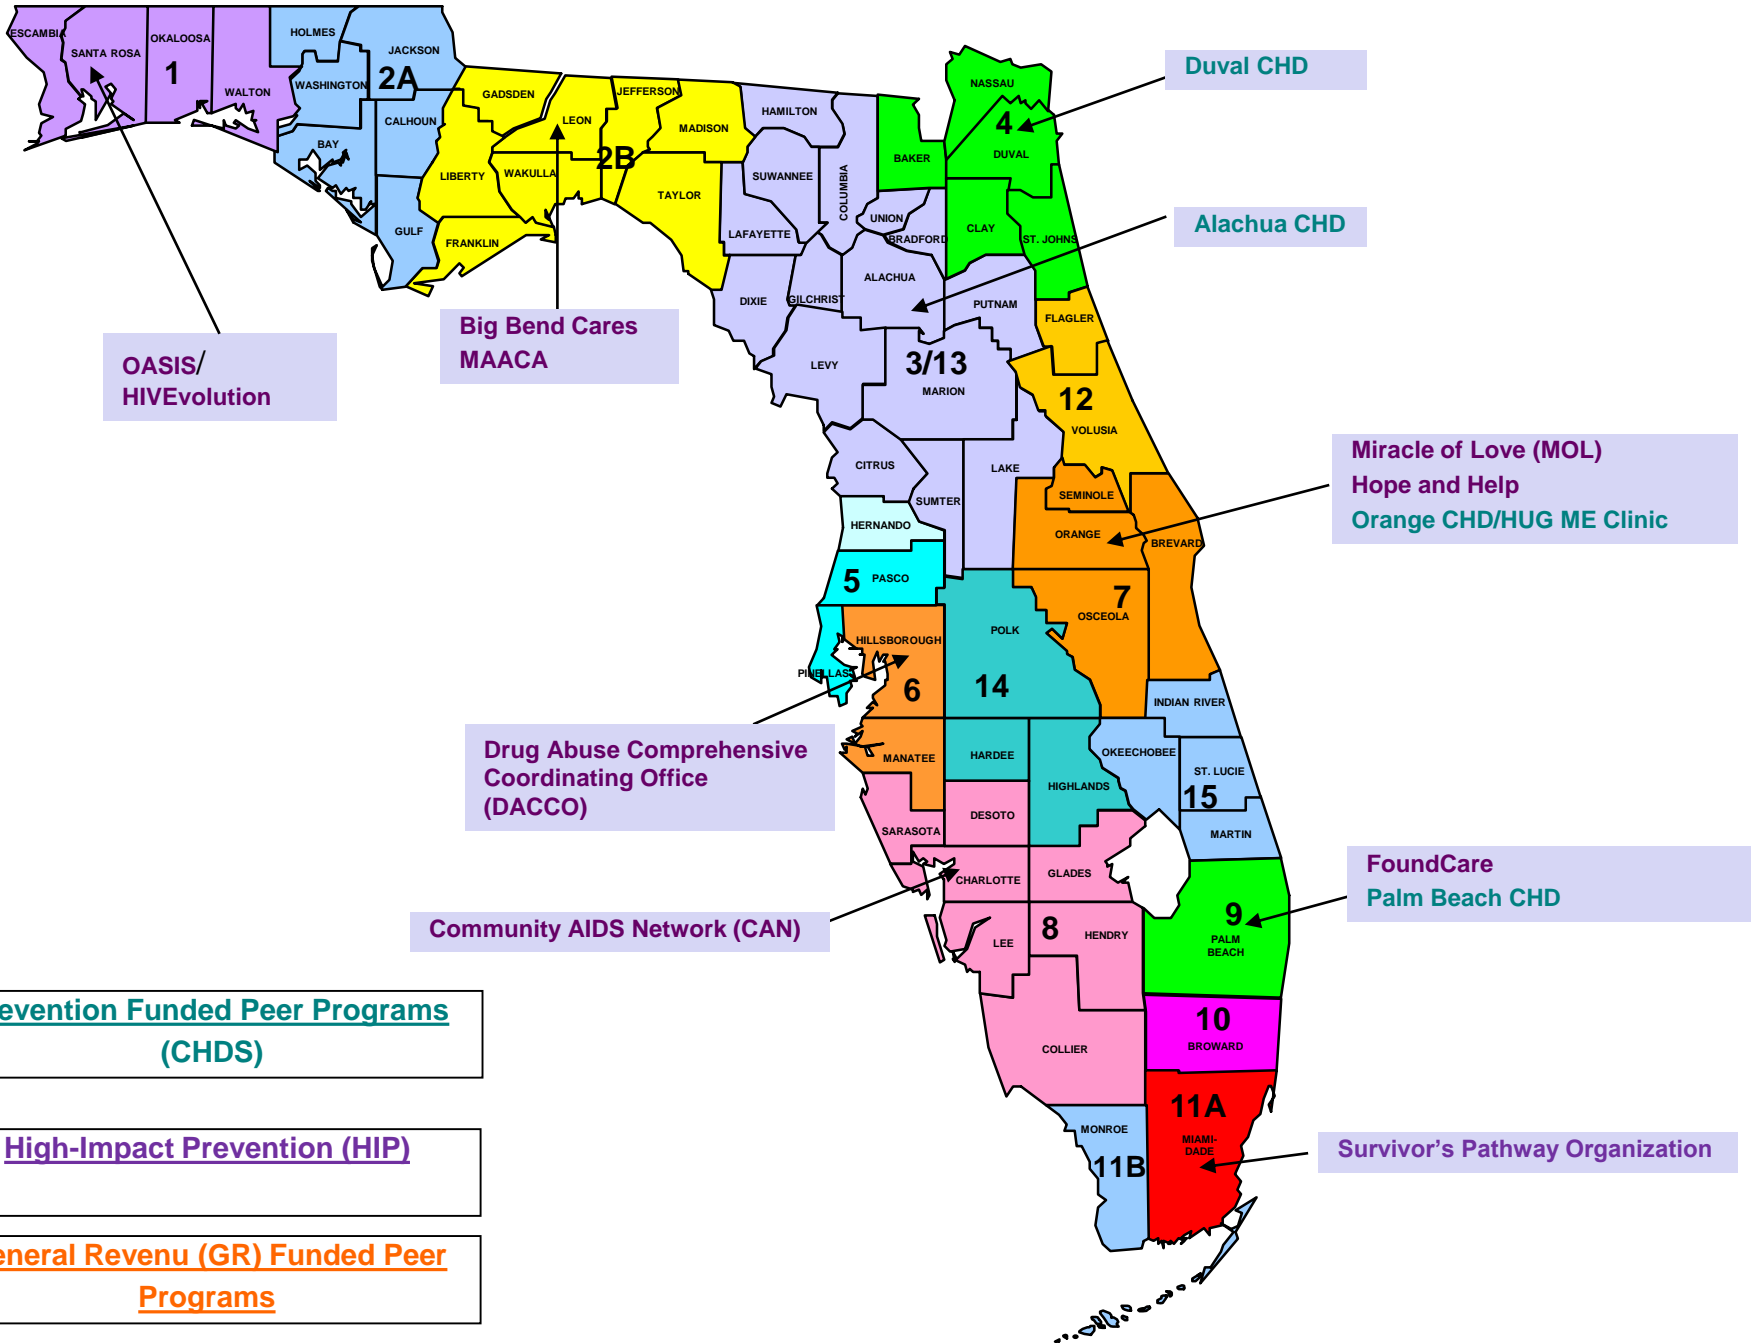 ESCAMBIA
SANTA ROSA
OKALOOSA
1
WALTON
HOLMES
JACKSON
2A
WASHINGTON
CALHOUN
BAY
GULF
GADSDEN
LEON
JEFFERSON
MADISON
2B
LIBERTY
WAKULLA
TAYLOR
FRANKLIN
HAMILTON
SUWANNEE
COLUMBIA
LAFAYETTE
UNION
BRADFORD
ALACHUA
DIXIE
GILCHRIST
PUTNAM
LEVY
3/13
MARION
CITRUS
SUMTER
LAKE
NASSAU
4
DUVAL
BAKER
CLAY
ST. JOHNS
FLAGLER
12
VOLUSIA
SEMINOLE
ORANGE
BREVARD
7
OSCEOLA
HERNANDO
5
PASCO
PINELLAS
HILLSBOROUGH
6
MANATEE
POLK
14
HARDEE
HIGHLANDS
INDIAN RIVER
OKEECHOBEE
ST. LUCIE
15
MARTIN
SARASOTA
DESOTO
CHARLOTTE
GLADES
LEE
8
HENDRY
COLLIER
9
PALM
BEACH
10
BROWARD
11A
MIAMI-
DADE
MONROE
11B
Duval CHD
Alachua CHD
OASIS/
HIVEvolution
Big Bend Cares
MAACA
Miracle of Love (MOL)
Hope and Help
Orange CHD/HUG ME Clinic
Drug Abuse Comprehensive
Coordinating Office
(DACCO)
Community AIDS Network (CAN)
FoundCare
Palm Beach CHD
Survivor's Pathway Organization
evention Funded Peer Programs
(CHDS)
High-Impact Prevention (HIP)
eneral Revenu (GR) Funded Peer
Programs